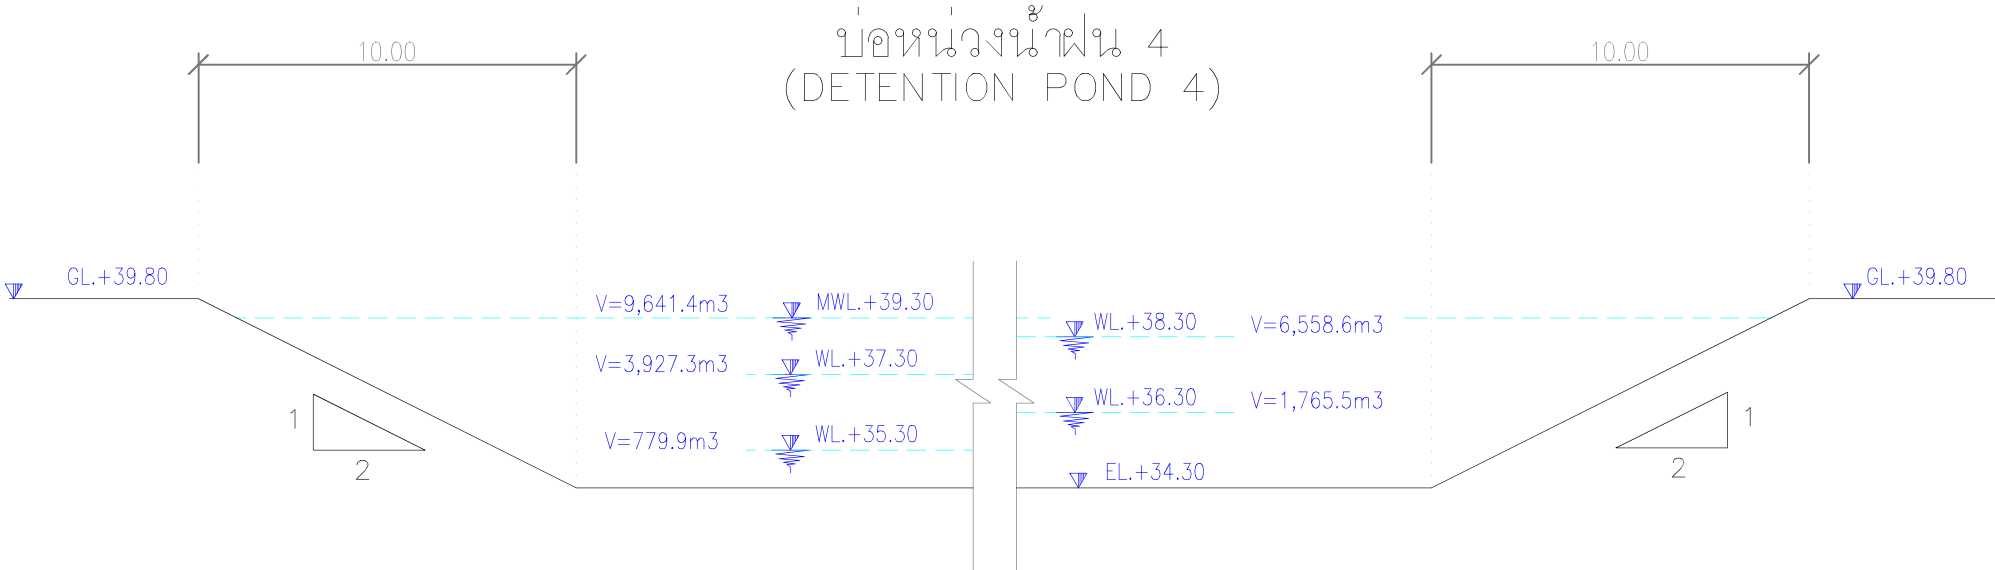 บ่อหน่วงน้ำฝน 4
(DETENTION POND 4)
10.00
10.00
GL.+39.80
GL.+39.80
V=9,641.4m3
MWL.+39.30
WL.+38.30
V=6,558.6m3
V=3,927.3m3
WL.+37.30
WL.+36.30
V=1,765.5m3
V=779.9m3
WL.+35.30
EL.+34.30
1
2
1
2